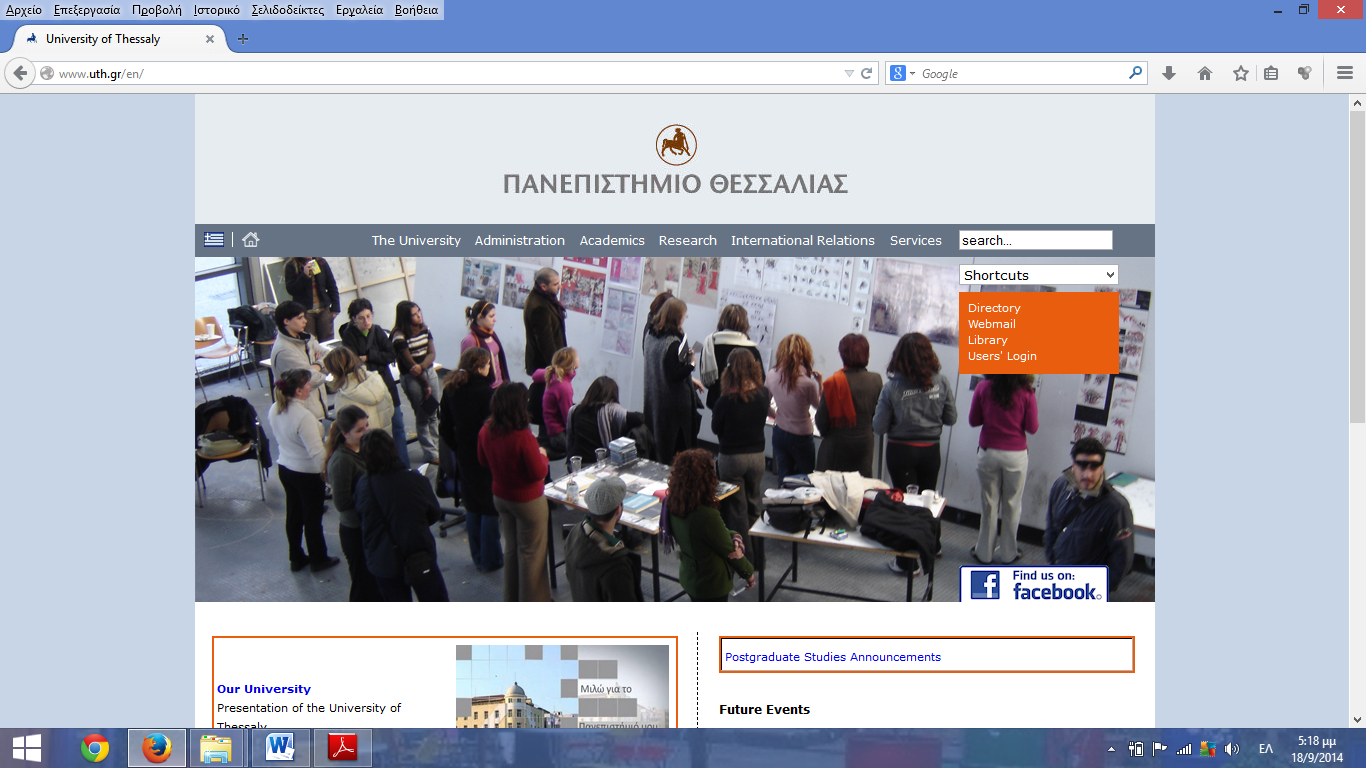 Αρχείο Επεξεργασία Προβολή Ιστορικό Σελιδοδείκτες Εργαλεία Βοήθεια
University of Thessaly
www.uth.gr/en/
Google
ΠΑΝΕΠΙΣΤΗΜΙΟ ΘΕΣΣΑΛΙΑΣ
The University Administration Academics Research International Relations Services search...
Shortcuts
Directory
Webmail
Library
Users' Login
Find us on:
facebook
Our University
Presentation of the University of
Thessaly
Μιλώ για το
Πανεπιστήμιό μου
Postgraduate Studies Announcements
Future Events
ΕΛ
5:18 μμ
18/9/2014